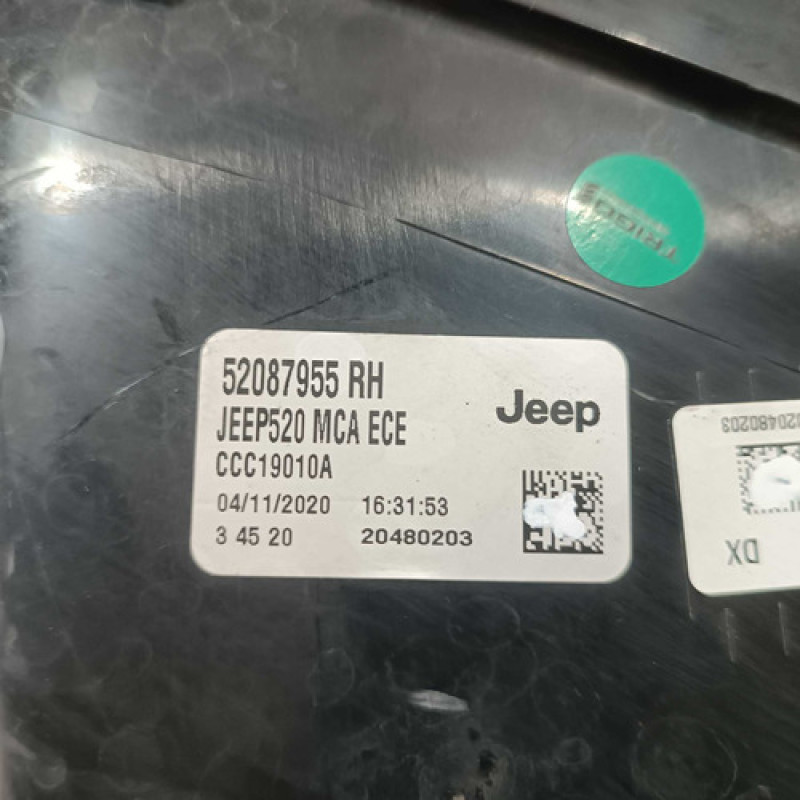 52087955 RH
JEEP520 MCA ECE
Jeep
CCC19010A
04/11/2020 16:31:53
3 45 20 20480203
TRIGO
20480203
DX